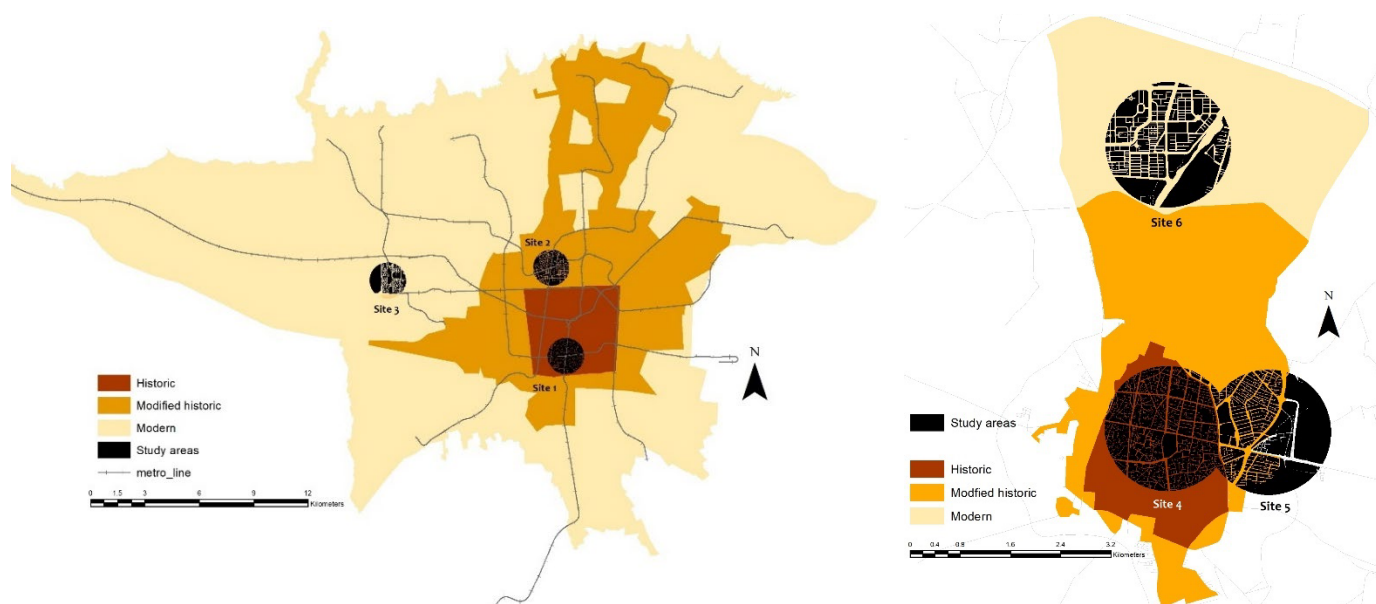 Site 2
Site 3
Site 1
N
Historic
Modified historic
Modern
Study areas
metro_line
0 1.5 3 6 9 12
Kilometers
Site 6
N
Study areas
Historic
Modfied historic
Modern
Site 4
Site 5
0 0.4 0.8 1.6 2.4 3.2
Kilometers